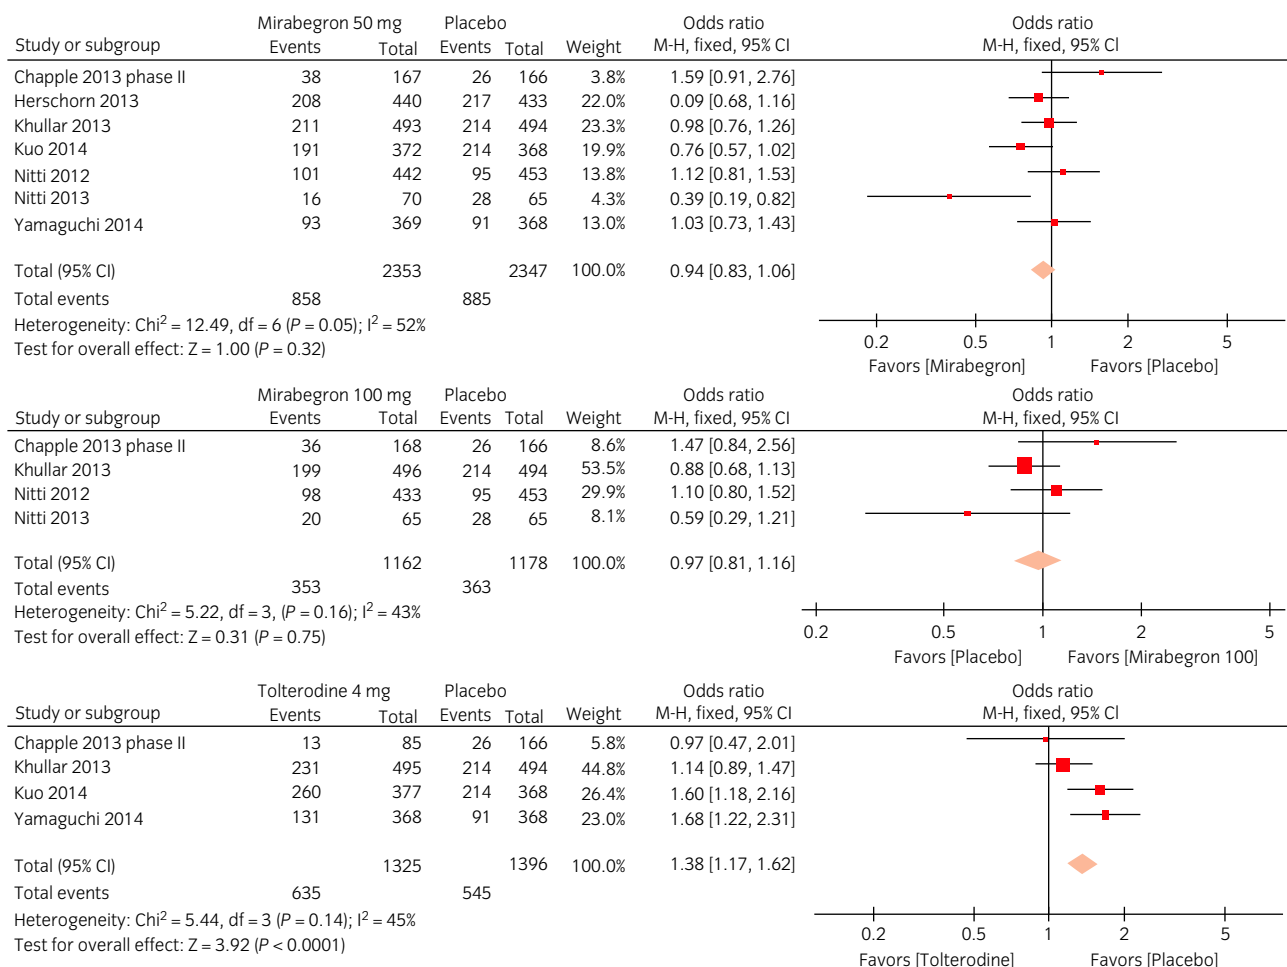 Mirabegron 50 mg Placebo Odds ratio Odds ratio
Study or subgroup Events Total Events Total Weight M-H, fixed, 95% CI M-H, fixed, 95% CI
Chapple 2013 phase II 38 167 26 166 3.8% 1.59 [0.91, 2.76]
Herschorn 2013 208 440 217 433 22.0% 0.09 [0.68, 1.16]
Khullar 2013 211 493 214 494 23.3% 0.98 [0.76, 1.26]
Kuo 2014 191 372 214 368 19.9% 0.76 [0.57, 1.02]
Nitti 2012 101 442 95 453 13.8% 1.12 [0.81, 1.53]
Nitti 2013 16 70 28 65 4.3% 0.39 [0.19, 0.82]
Yamaguchi 2014 93 369 91 368 13.0% 1.03 [0.73, 1.43]
Total (95% CI) 2353 2347 100.0% 0.94 [0.83, 1.06]
Total events 858 885
Heterogeneity: Chi² = 12.49, df = 6 (P = 0.05); I² = 52%
Test for overall effect: Z = 1.00 (P = 0.32)
0.2 0.5 1 2 5
Favors [Mirabegron] Favors [Placebo]
Mirabegron 100 mg Placebo Odds ratio Odds ratio
Study or subgroup Events Total Events Total Weight M-H, fixed, 95% CI M-H, fixed, 95% CI
Chapple 2013 phase II 36 168 26 166 8.6% 1.47 [0.84, 2.56]
Khullar 2013 199 496 214 494 53.5% 0.88 [0.68, 1.13]
Nitti 2012 98 433 95 453 29.9% 1.10 [0.80, 1.52]
Nitti 2013 20 65 28 65 8.1% 0.59 [0.29, 1.21]
Total (95% CI) 1162 1178 100.0% 0.97 [0.81, 1.16]
Total events 353 363
Heterogeneity: Chi² = 5.22, df = 3, (P = 0.16); I² = 43%
Test for overall effect: Z = 0.31 (P = 0.75)
0.2 0.5 1 2 5
Favors [Placebo] Favors [Mirabegron 100]
Tolterodine 4 mg Placebo Odds ratio Odds ratio
Study or subgroup Events Total Events Total Weight M-H, fixed, 95% CI M-H, fixed, 95% CI
Chapple 2013 phase II 13 85 26 166 5.8% 0.97 [0.47, 2.01]
Khullar 2013 231 495 214 494 44.8% 1.14 [0.89, 1.47]
Kuo 2014 260 377 214 368 26.4% 1.60 [1.18, 2.16]
Yamaguchi 2014 131 368 91 368 23.0% 1.68 [1.22, 2.31]
Total (95% CI) 1325 1396 100.0% 1.38 [1.17, 1.62]
Total events 635 545
Heterogeneity: Chi² = 5.44, df = 3 (P = 0.14); I² = 45%
Test for overall effect: Z = 3.92 (P < 0.0001)
0.2 0.5 1 2 5
Favors [Tolterodine] Favors [Placebo]